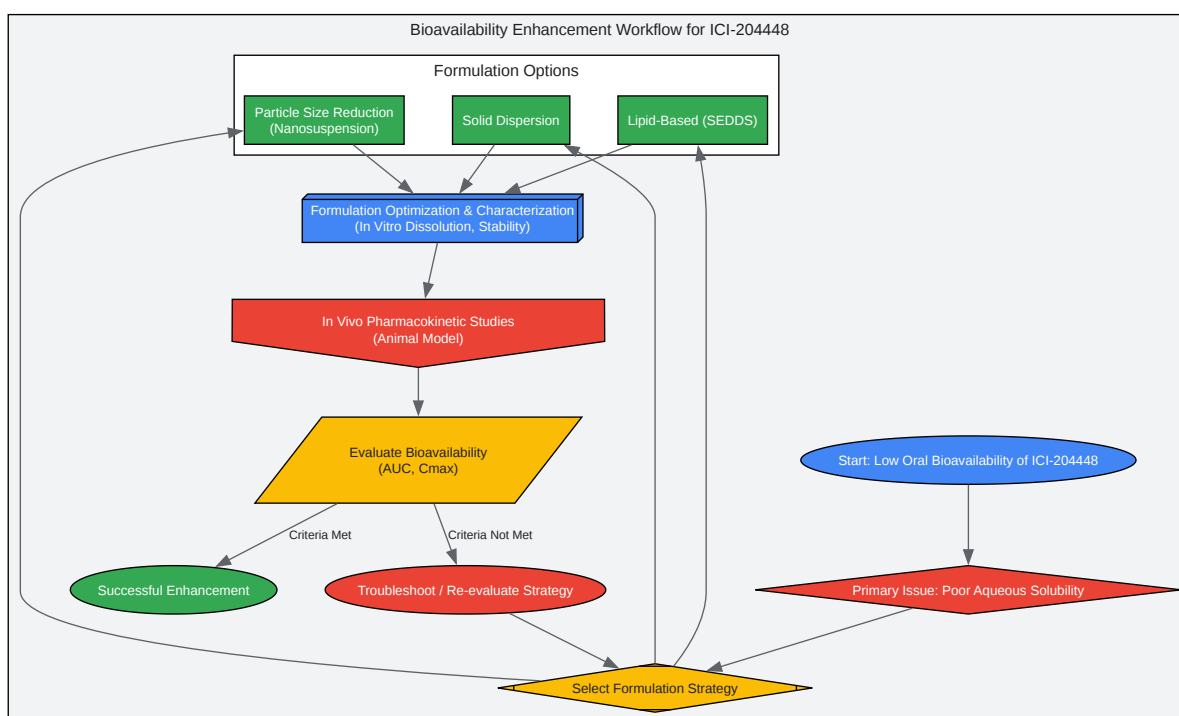 Bioavailability Enhancement Workflow for ICI-204448
Formulation Options
Particle Size Reduction
(Nanosuspension)
Solid Dispersion
Lipid-Based (SEDDS)
Formulation Optimization & Characterization
(In Vitro Dissolution, Stability)
In Vivo Pharmacokinetic Studies
(Animal Model)
Evaluate Bioavailability
(AUC, Cmax)
Start: Low Oral Bioavailability of ICI-204448
Criteria Met
Criteria Not Met
Successful Enhancement
Troubleshoot / Re-evaluate Strategy
Primary Issue: Poor Aqueous Solubility
Select Formulation Strategy